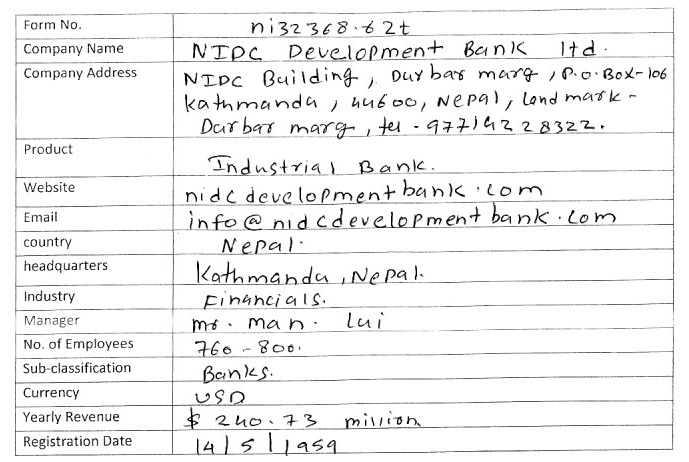 Form No. ni32368.62t
Company Name NIDC Development Bank ltd.
Company Address NIDC Building, Durbar marg, P.O.Box-106
Kathmandu, 44600, Nepal, land mark -
Durbar marg, tel - 977142 28322.
Product Industrial Bank.
Website nidcdevelopmentbank.com
Email info@nidcdevelopmentbank.com
country Nepal.
headquarters Kathmandu, Nepal.
Industry Financials.
Manager mr. man. lui
No. of Employees 760-800.
Sub-classification Banks.
Currency USD
Yearly Revenue $ 240.73 million
Registration Date 14/5/1959